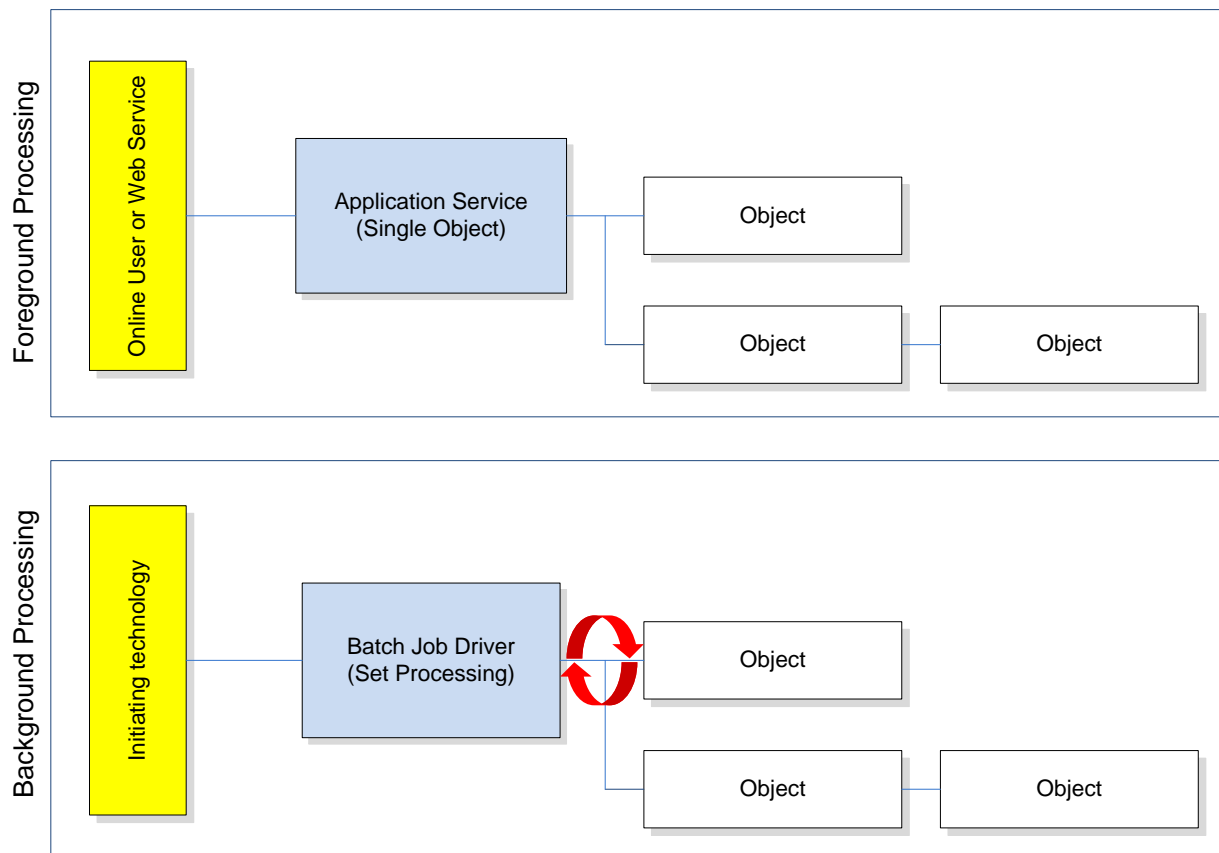 Foreground Processing
Online User or Web Service
Application Service
(Single Object)
Object
Object
Object
Background Processing
Initiating technology
Batch Job Driver
(Set Processing)
Object
Object
Object